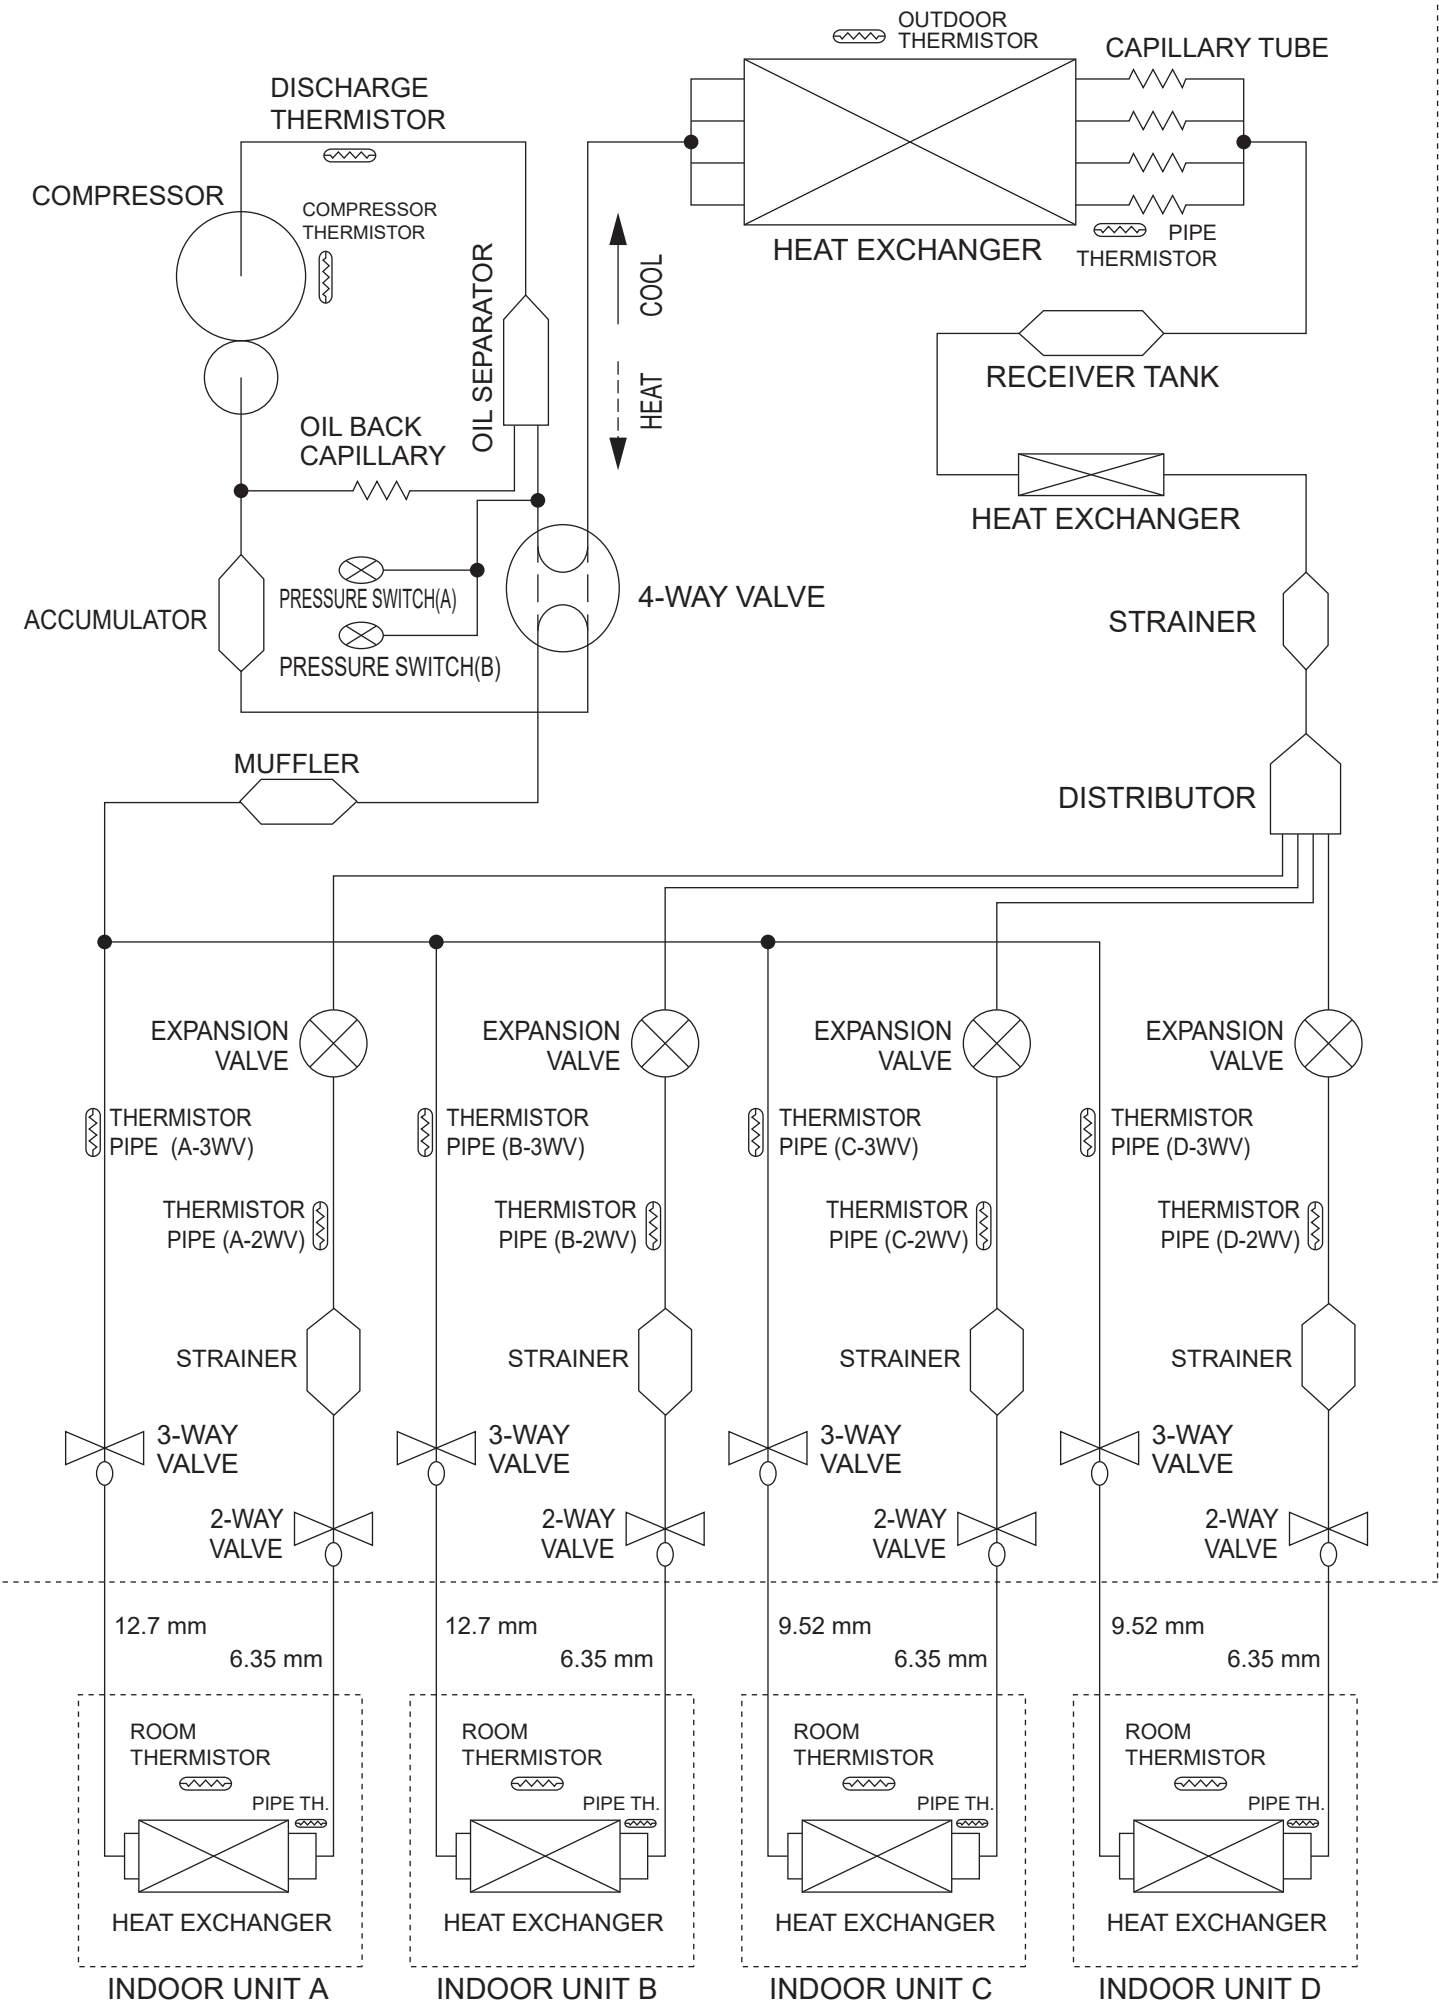 OUTDOOR
THERMISTOR
CAPILLARY TUBE
DISCHARGE
THERMISTOR
COMPRESSOR
COMPRESSOR
THERMISTOR
HEAT EXCHANGER
PIPE
THERMISTOR
OIL SEPARATOR
COOL
HEAT
RECEIVER TANK
OIL BACK
CAPILLARY
HEAT EXCHANGER
PRESSURE SWITCH(A)
4-WAY VALVE
ACCUMULATOR
STRAINER
PRESSURE SWITCH(B)
MUFFLER
DISTRIBUTOR
EXPANSION
VALVE
EXPANSION
VALVE
EXPANSION
VALVE
EXPANSION
VALVE
THERMISTOR
PIPE (A-3WV)
THERMISTOR
PIPE (B-3WV)
THERMISTOR
PIPE (C-3WV)
THERMISTOR
PIPE (D-3WV)
THERMISTOR
PIPE (A-2WV)
THERMISTOR
PIPE (B-2WV)
THERMISTOR
PIPE (C-2WV)
THERMISTOR
PIPE (D-2WV)
STRAINER
STRAINER
STRAINER
STRAINER
3-WAY
VALVE
3-WAY
VALVE
3-WAY
VALVE
3-WAY
VALVE
2-WAY
VALVE
2-WAY
VALVE
2-WAY
VALVE
2-WAY
VALVE
12.7 mm
6.35 mm
12.7 mm
6.35 mm
9.52 mm
6.35 mm
9.52 mm
6.35 mm
ROOM
THERMISTOR
PIPE TH.
HEAT EXCHANGER
INDOOR UNIT A
ROOM
THERMISTOR
PIPE TH.
HEAT EXCHANGER
INDOOR UNIT B
ROOM
THERMISTOR
PIPE TH.
HEAT EXCHANGER
INDOOR UNIT C
ROOM
THERMISTOR
PIPE TH.
HEAT EXCHANGER
INDOOR UNIT D